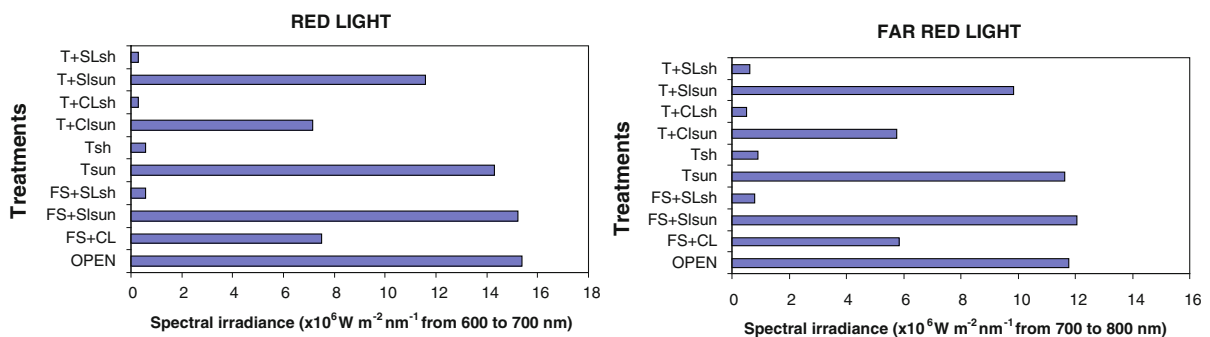 RED LIGHT
Treatments
T+SLsh
T+Slsun
T+CLsh
T+Clsun
Tsh
Tsun
FS+SLsh
FS+Slsun
FS+CL
OPEN
0 2 4 6 8 10 12 14 16 18
Spectral irradiance (x10⁶W m⁻² nm⁻¹ from 600 to 700 nm)
FAR RED LIGHT
Treatments
T+SLsh
T+Slsun
T+CLsh
T+Clsun
Tsh
Tsun
FS+SLsh
FS+Slsun
FS+CL
OPEN
0 2 4 6 8 10 12 14 16
Spectral irradiance (x10⁶W m⁻² nm⁻¹ from 700 to 800 nm)